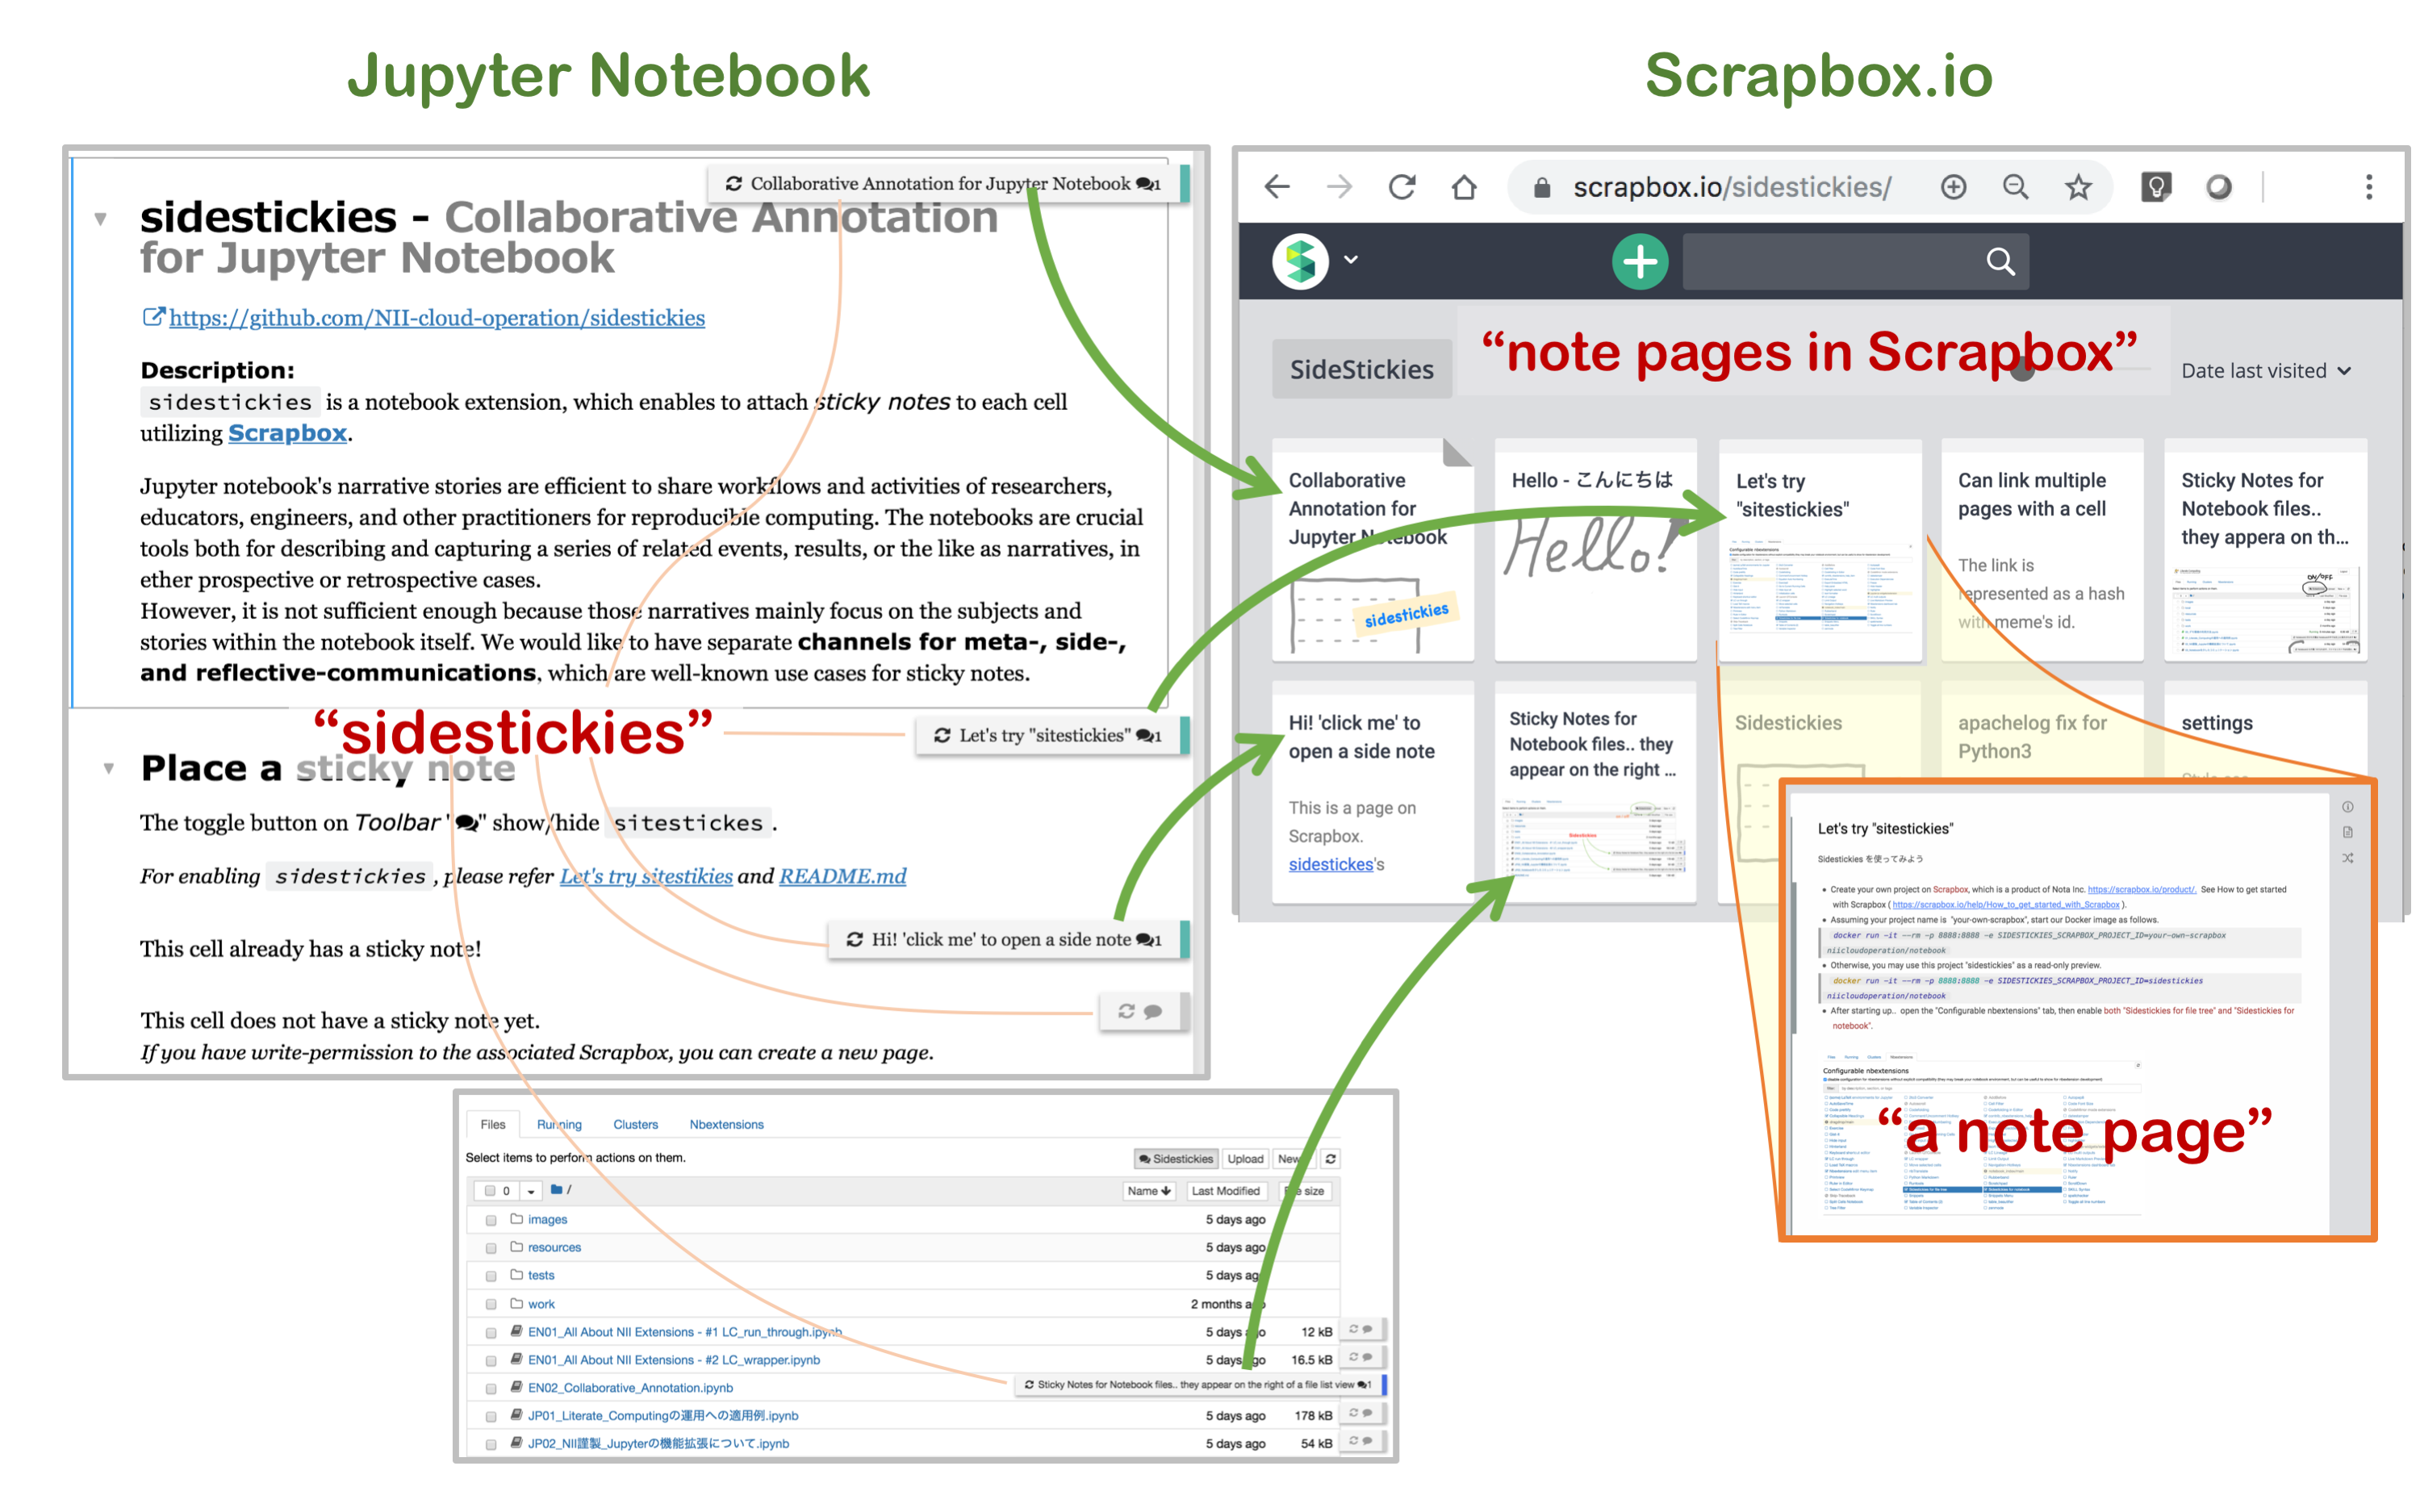 Jupyter Notebook
Scrapbox.io
Collaborative Annotation for Jupyter Notebook 1
sidestickies - Collaborative Annotation
for Jupyter Notebook
https://github.com/NII-cloud-operation/sidestickies
Description:
sidestickies is a notebook extension, which enables to attach sticky notes to each cell
utilizing Scrapbox.
Jupyter notebook's narrative stories are efficient to share workflows and activities of researchers,
educators, engineers, and other practitioners for reproducible computing. The notebooks are crucial
tools both for describing and capturing a series of related events, results, or the like as narratives, in
ether prospective or retrospective cases.
However, it is not sufficient enough because those narratives mainly focus on the subjects and
stories within the notebook itself. We would like to have separate channels for meta-, side-,
and reflective-communications, which are well-known use cases for sticky notes.
“sidestickies”
Let's try "sitestickies" 1
Place a sticky note
The toggle button on Toolbar " " show/hide sitestickes .
For enabling sidestickies , please refer Let's try sitestikies and README.md
Hi! 'click me' to open a side note 1
This cell already has a sticky note!
This cell does not have a sticky note yet.
If you have write-permission to the associated Scrapbox, you can create a new page.
scrapbox.io/sidestickies/
SideStickies
“note pages in Scrapbox”
Date last visited
Collaborative
Annotation for
Jupyter Notebook
sidestickies
Hello - こんにちは
Hello!
Let's try
"sitestickies"
Can link multiple
pages with a cell
The link is
represented as a hash
with meme's id.
Sticky Notes for
Notebook files..
they appera on th...
ON/OFF
Hi! 'click me' to
open a side note
This is a page on
Scrapbox.
sidestickes's
Sticky Notes for
Notebook files.. they
appear on the right ...
Sidestickies
Sidestickies
apachelog fix for
Python3
settings
Let's try "sitestickies"
Sidestickies を使ってみよう
Create your own project on Scrapbox, which is a product of Nota Inc. https://scrapbox.io/product/. See How to get started
with Scrapbox ( https://scrapbox.io/help/How_to_get_started_with_Scrapbox ).
Assuming your project name is "your-own-scrapbox", start our Docker image as follows.
docker run -it --rm -p 8888:8888 -e SIDESTICKIES_SCRAPBOX_PROJECT_ID=your-own-scrapbox
niicloudoperation/notebook
Otherwise, you may use this project "sidestickies" as a read-only preview.
docker run -it --rm -p 8888:8888 -e SIDESTICKIES_SCRAPBOX_PROJECT_ID=sidestickies
niicloudoperation/notebook
After starting up.. open the "Configurable nbextensions" tab, then enable both "Sidestickies for file tree" and "Sidestickies for
notebook".
Files Running Clusters Nbextensions
Configurable nbextensions
“a note page”
Files Running Clusters Nbextensions
Select items to perform actions on them.
Sidestickies Upload New
0 / Name Last Modified size
images 5 days ago
resources 5 days ago
tests 5 days ag
work 2 months ago
EN01_All About NII Extensions - #1 LC_run_through.ipynb 5 days ago 12 kB
EN01_All About NII Extensions - #2 LC_wrapper.ipynb 5 days ago 16.5 kB
EN02_Collaborative_Annotation.ipynb
Sticky Notes for Notebook files.. they appear on the right of a file list view 1
JP01_Literate_Computingの運用への適用例.ipynb 5 days ago 178 kB
JP02_NII謹製_Jupyterの機能拡張について.ipynb 5 days ago 54 kB